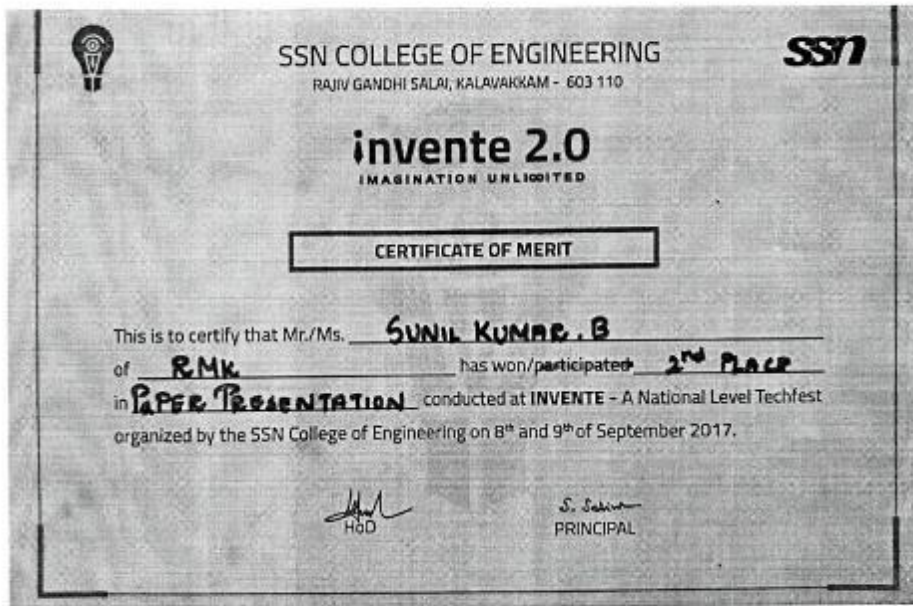 SSN COLLEGE OF ENGINEERING
ssn
RAJIV GANDHI SALAI, KALAVAKKAM - 603 110
invente 2.0
IMAGINATION UNLIMITED
CERTIFICATE OF MERIT
This is to certify that Mr./Ms. SUNIL KUMAR. B
of RMK has won/participated 2nd PLACE
in PAPER PRESENTATION conducted at INVENTE - A National Level Techfest
organized by the SSN College of Engineering on 8th and 9th of September 2017.
HoD
PRINCIPAL